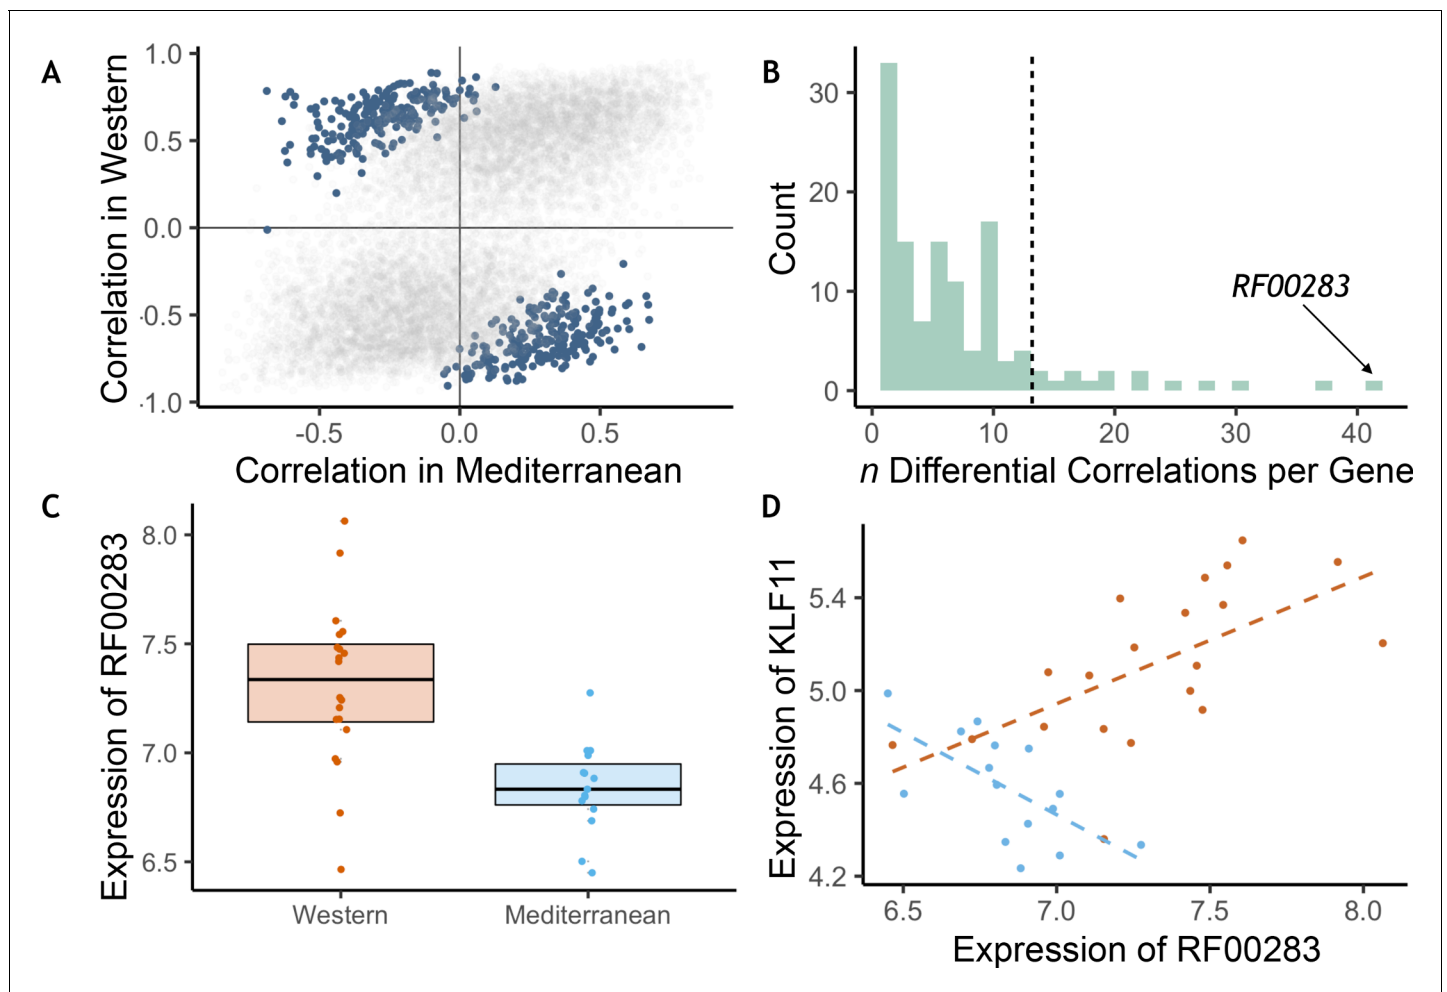 A
Correlation in Western
1.0
0.5
0.0
-0.5
-1.0
-0.5 0.0 0.5
Correlation in Mediterranean
B
Count
30
20
10
0
RF00283
0 10 20 30 40
n Differential Correlations per Gene
C
Expression of RF00283
8.0
7.5
7.0
6.5
Western Mediterranean
D
Expression of KLF11
5.4
5.0
4.6
4.2
6.5 7.0 7.5 8.0
Expression of RF00283